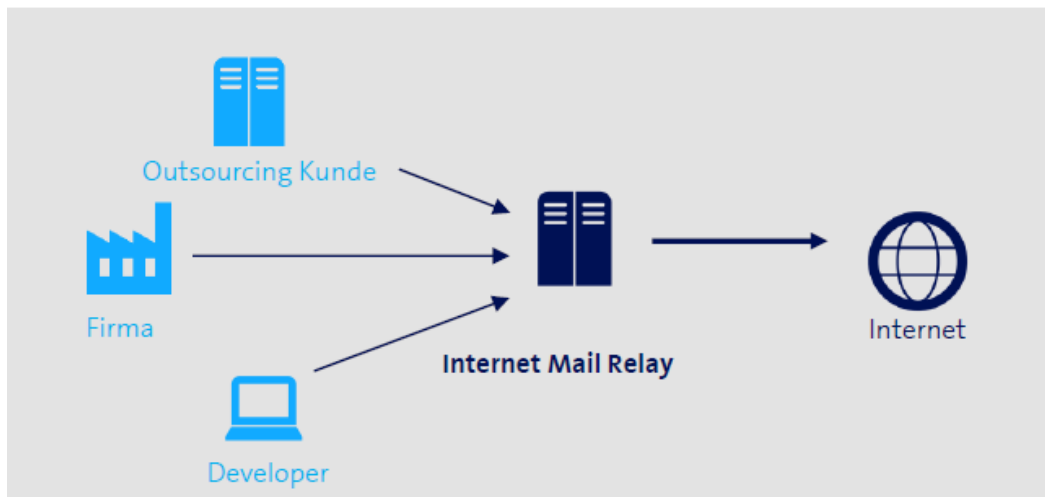 Outsourcing Kunde
Firma
Internet
Internet Mail Relay
Developer